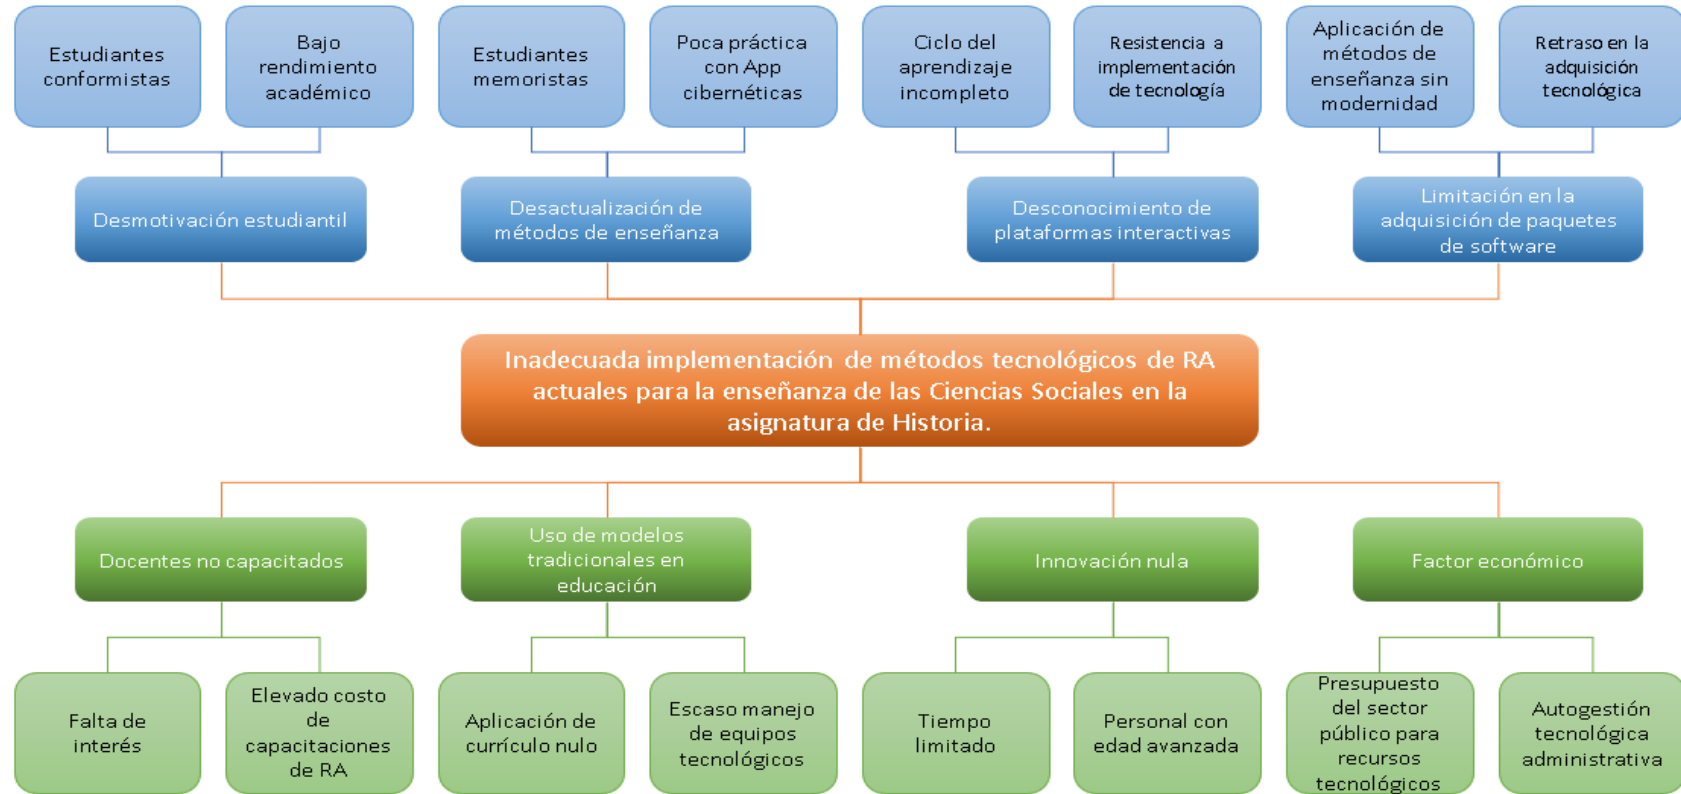 Estudiantes
conformistas
Bajo
rendimiento
académico
Estudiantes
memoristas
Poca práctica
con App
cibernéticas
Ciclo del
aprendizaje
incompleto
Resistencia a
implementación
de tecnología
Aplicación de
métodos de
enseñanza sin
modernidad
Retraso en la
adquisición
tecnológica
Desmotivación estudiantil
Desactualización de
métodos de enseñanza
Desconocimiento de
plataformas interactivas
Limitación en la
adquisición de paquetes
de software
Inadecuada implementación de métodos tecnológicos de RA
actuales para la enseñanza de las Ciencias Sociales en la
asignatura de Historia.
Docentes no capacitados
Uso de modelos
tradicionales en
educación
Innovación nula
Factor económico
Falta de
interés
Elevado costo
de
capacitaciones
de RA
Aplicación de
currículo nulo
Escaso manejo
de equipos
tecnológicos
Tiempo
limitado
Personal con
edad avanzada
Presupuesto
del sector
público para
recursos
tecnológicos
Autogestión
tecnológica
administrativa